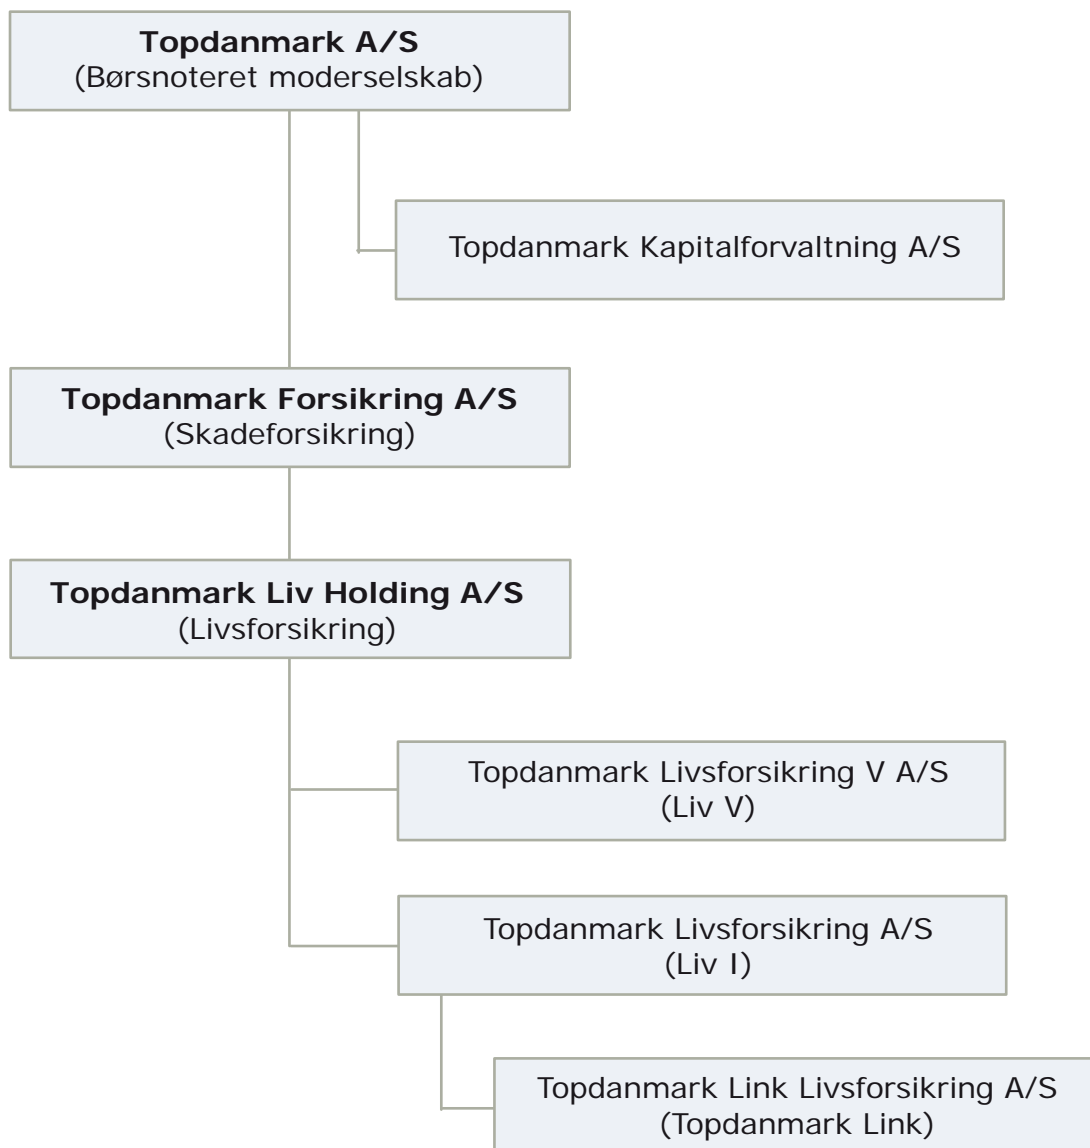 Topdanmark A/S
(Børsnoteret moderselskab)
Topdanmark Kapitalforvaltning A/S
Topdanmark Forsikring A/S
(Skadeforsikring)
Topdanmark Liv Holding A/S
(Livsforsikring)
Topdanmark Livsforsikring V A/S
(Liv V)
Topdanmark Livsforsikring A/S
(Liv I)
Topdanmark Link Livsforsikring A/S
(Topdanmark Link)